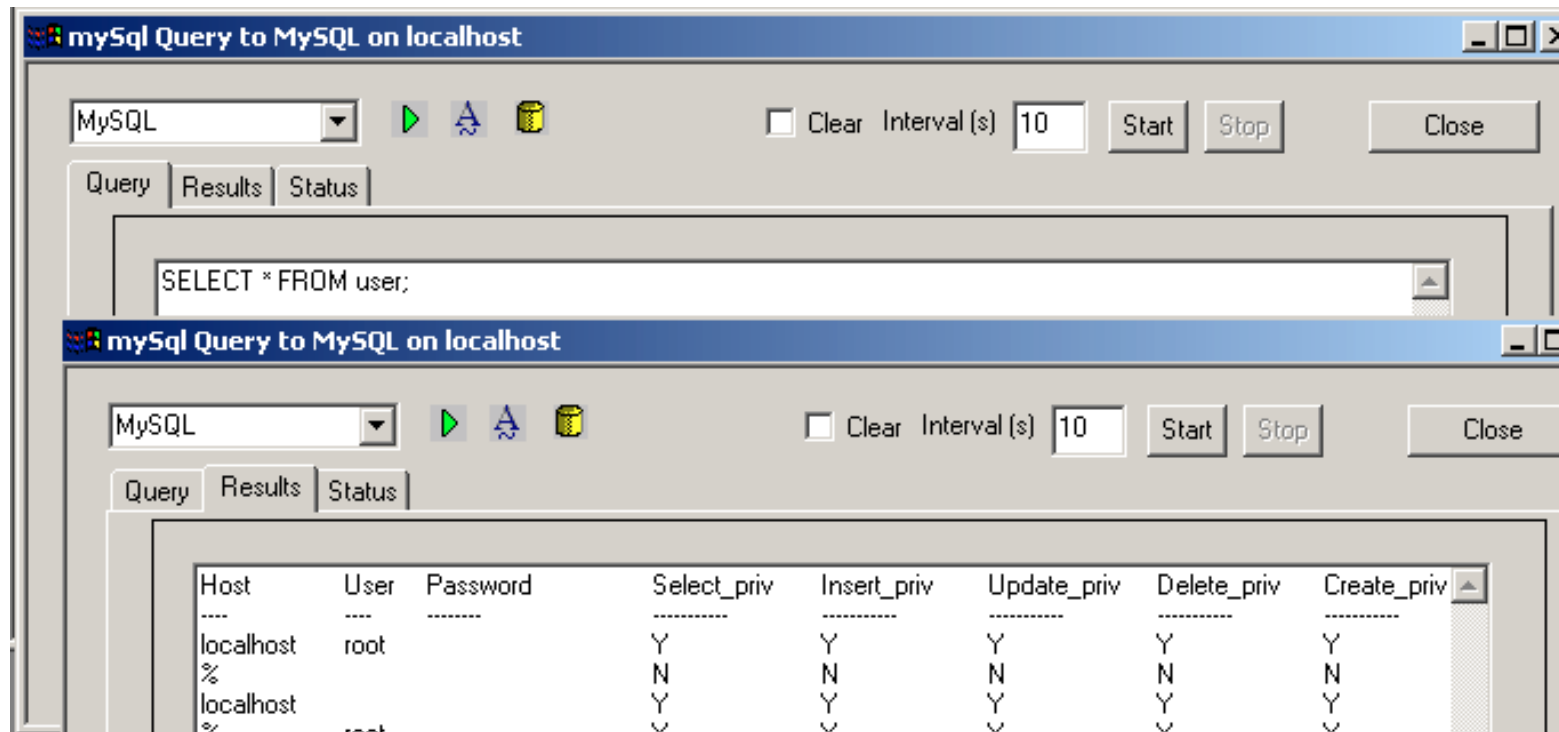 mySql Query to MySQL on localhost
MySQL Clear Interval (s) 10 Start Stop Close
Query Results Status
SELECT * FROM user;
mySql Query to MySQL on localhost
MySQL Clear Interval (s) 10 Start Stop Close
Query Results Status
Host User Password Select_priv Insert_priv Update_priv Delete_priv Create_priv
---- ---- -------- ----------- ----------- ----------- ----------- -----------
localhost root Y Y Y Y Y
% N N N N N
localhost Y Y Y Y Y
% root Y Y Y Y Y